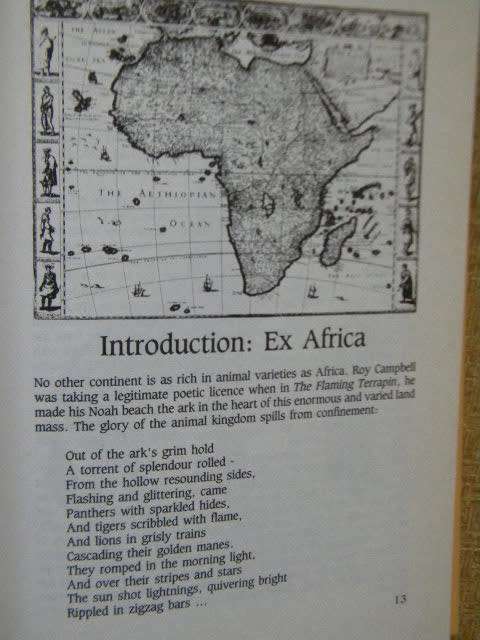 THE AETHIOPIAN
OCEAN
Introduction: Ex Africa
No other continent is as rich in animal varieties as Africa. Roy Campbell
was taking a legitimate poetic licence when in The Flaming Terrapin, he
made his Noah beach the ark in the heart of this enormous and varied land
mass. The glory of the animal kingdom spills from confinement:
Out of the ark's grim hold
A torrent of splendour rolled -
From the hollow resounding sides,
Flashing and glittering, came
Panthers with sparkled hides,
And tigers scribbled with flame,
And lions in grisly trains
Cascading their golden manes.
They romped in the morning light,
And over their stripes and stars
The sun shot lightnings, quivering bright
Rippled in zigzag bars ...
13